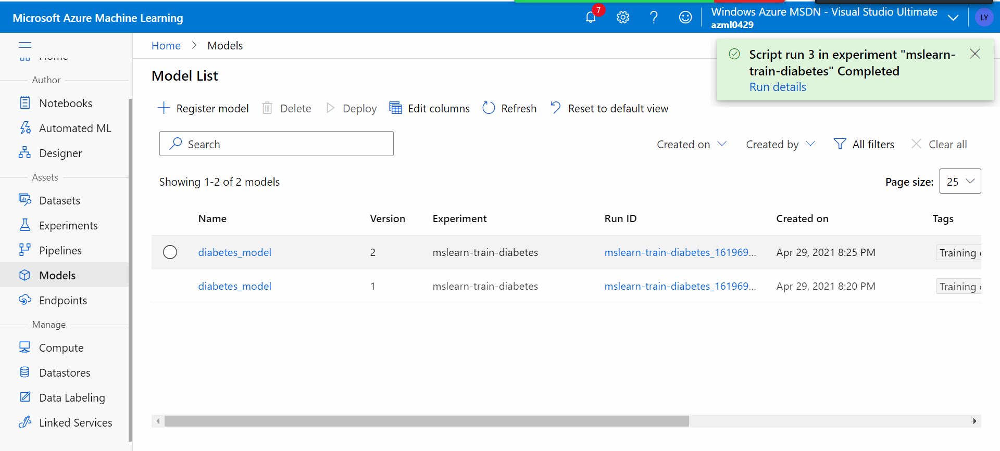 Microsoft Azure Machine Learning
7
Windows Azure MSDN - Visual Studio Ultimate
azml0429
LY
Home
Author
Notebooks
Automated ML
Designer
Assets
Datasets
Experiments
Pipelines
Models
Endpoints
Manage
Compute
Datastores
Data Labeling
Linked Services
Home > Models
Script run 3 in experiment "mslearn-
train-diabetes" Completed
Run details
Model List
Register model Delete Deploy Edit columns Refresh Reset to default view
Search
Created on Created by All filters Clear all
Showing 1-2 of 2 models
Page size: 25
Name Version Experiment Run ID Created on Tags
diabetes_model 2 mslearn-train-diabetes mslearn-train-diabetes_161969... Apr 29, 2021 8:25 PM Training
diabetes_model 1 mslearn-train-diabetes mslearn-train-diabetes_161969... Apr 29, 2021 8:20 PM Training